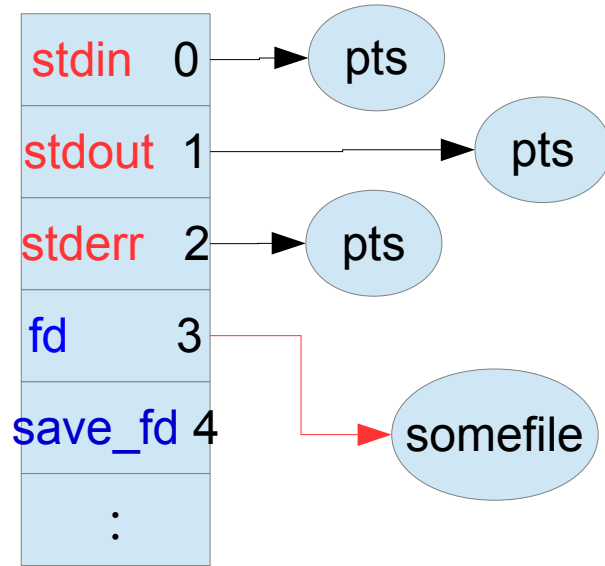 stdin 0 pts
stdout 1 pts
stderr 2 pts
fd 3
save_fd 4 somefile
: